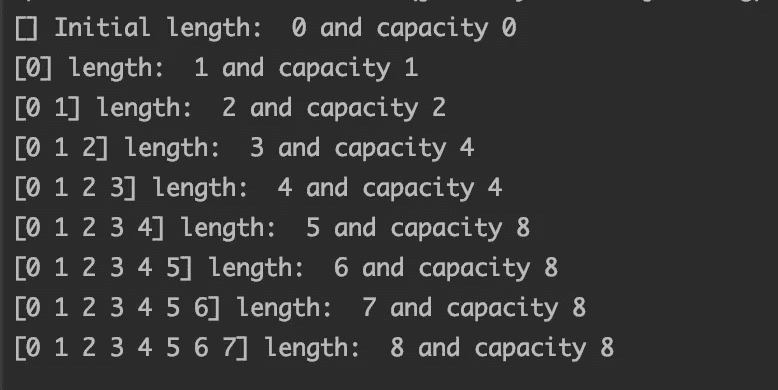 [] Initial length:  0 and capacity 0
[0] length:  1 and capacity 1
[0 1] length:  2 and capacity 2
[0 1 2] length:  3 and capacity 4
[0 1 2 3] length:  4 and capacity 4
[0 1 2 3 4] length:  5 and capacity 8
[0 1 2 3 4 5] length:  6 and capacity 8
[0 1 2 3 4 5 6] length:  7 and capacity 8
[0 1 2 3 4 5 6 7] length:  8 and capacity 8